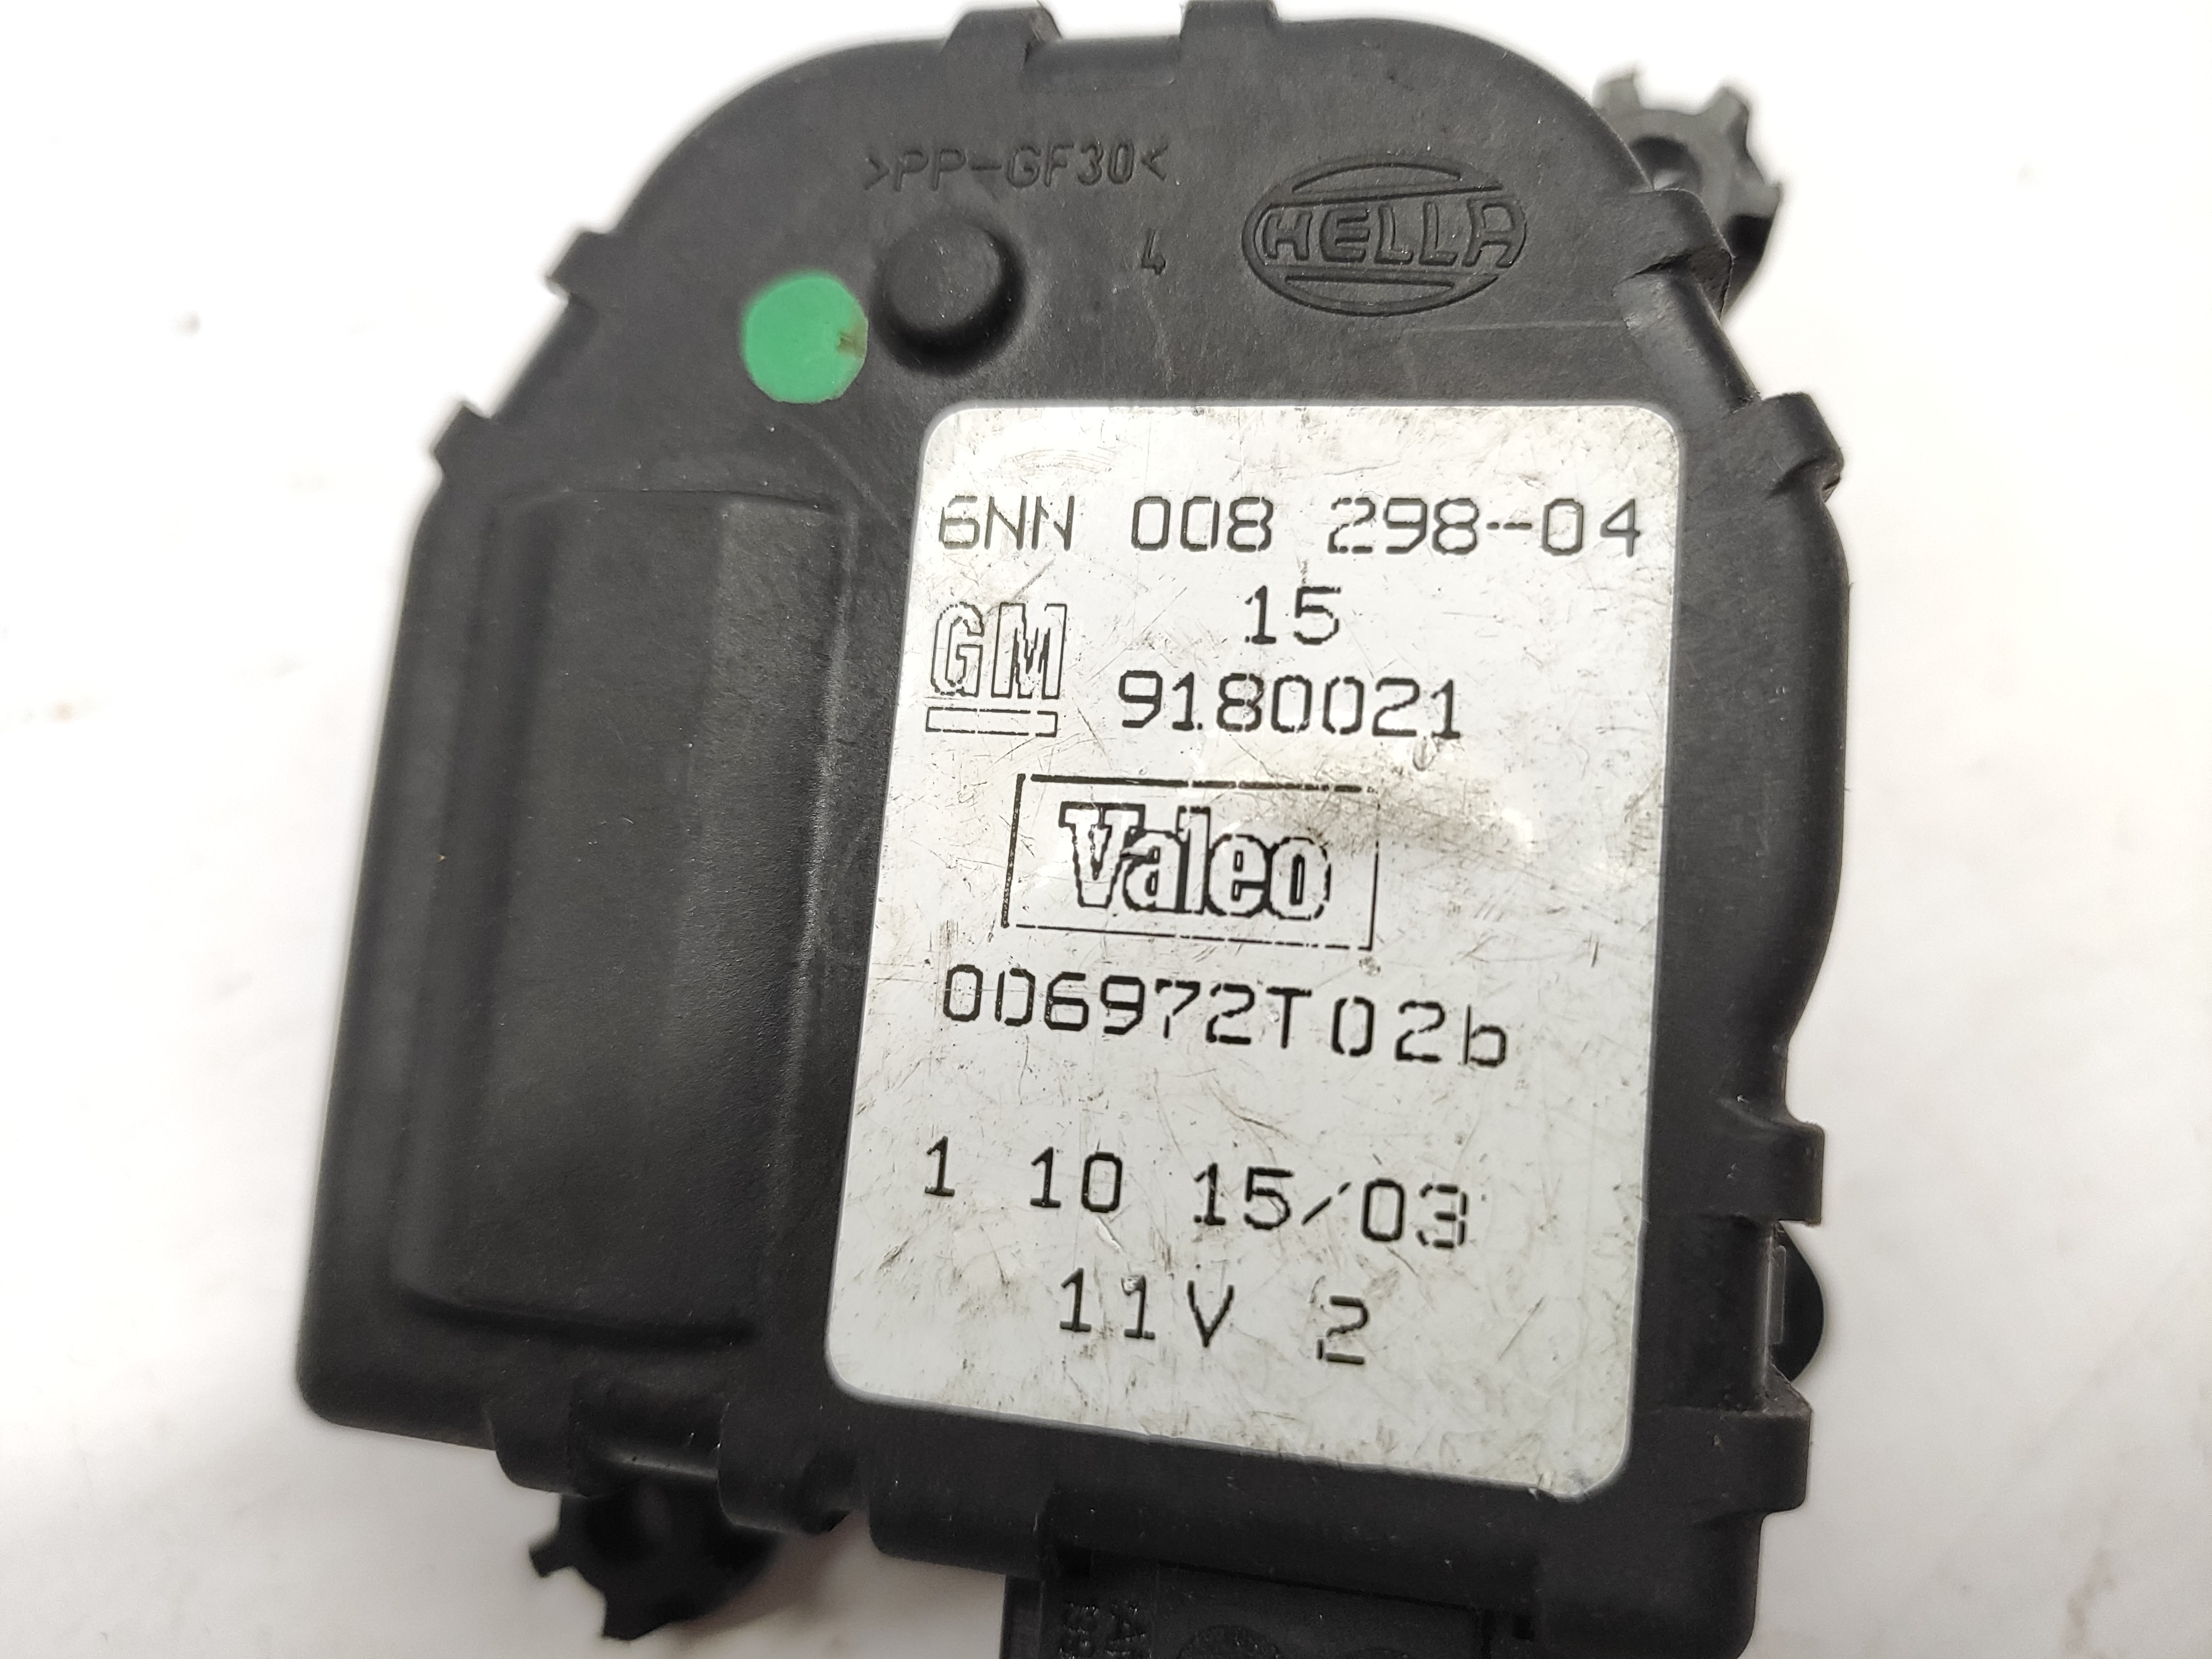 >PP-GF30<
4
HELLA
6NN 008 298-04
15
GM
9180021
Valeo
006972T02b
1 10 15/03
11V 2